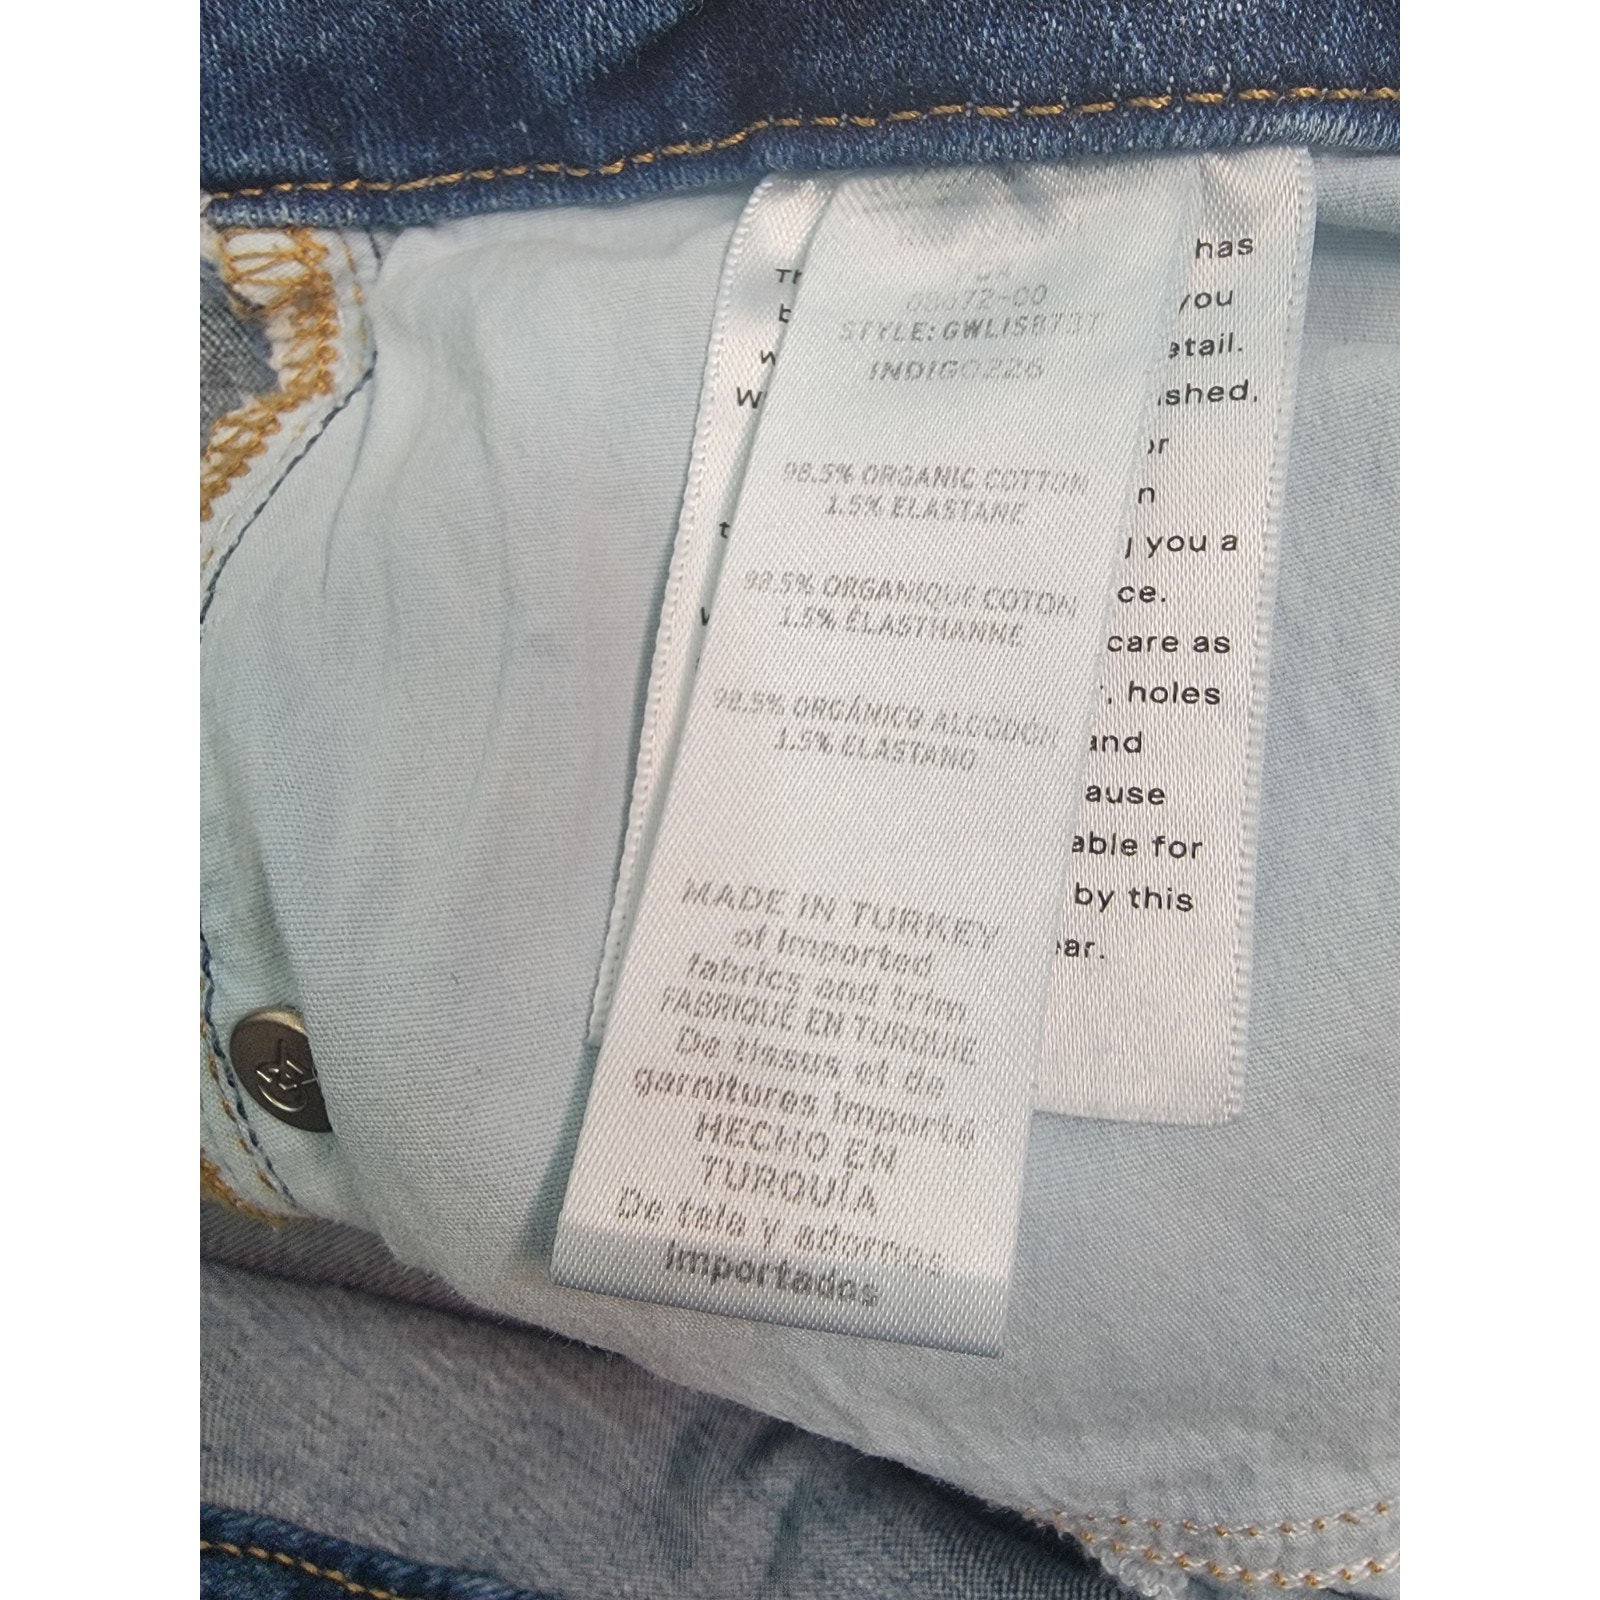 STYLE: GWLIS8737
INDIGO226
98.5% ORGANIC COTTON
1.5% ELASTANE
98.5% ORGANIQUE COTON
1.5% ÉLASTHANNE
98.5% ORGÁNICO ALGODÓN
1.5% ELASTANO
MADE IN TURKEY
of imported
fabrics and trim
FABRIQUÉ EN TURQUIE
De tissus et de
garnitures importé
HECHO EN
TURQUÍA
De tela y adornos
importados
has
you
etail.
shed,
or
n
you a
ce.
care as
, holes
and
ause
able for
by this
ear.